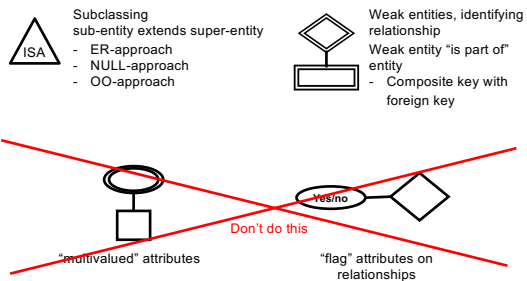 ISA
Subclassing
sub-entity extends super-entity
- ER-approach
- NULL-approach
- OO-approach
Weak entities, identifying
relationship
Weak entity “is part of”
entity
- Composite key with
foreign key
Yes/no
Don’t do this
“multivalued” attributes
“flag” attributes on
relationships